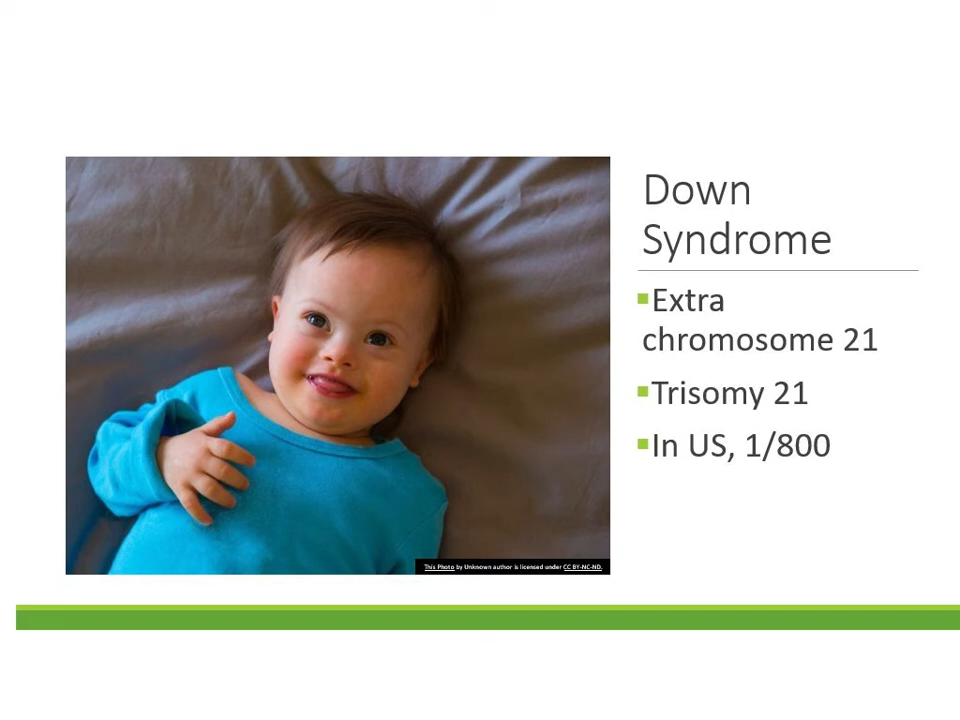 Down
Syndrome
▪Extra
chromosome 21
▪Trisomy 21
▪In US, 1/800
This Photo by Unknown author is licensed under CC BY-NC-ND.